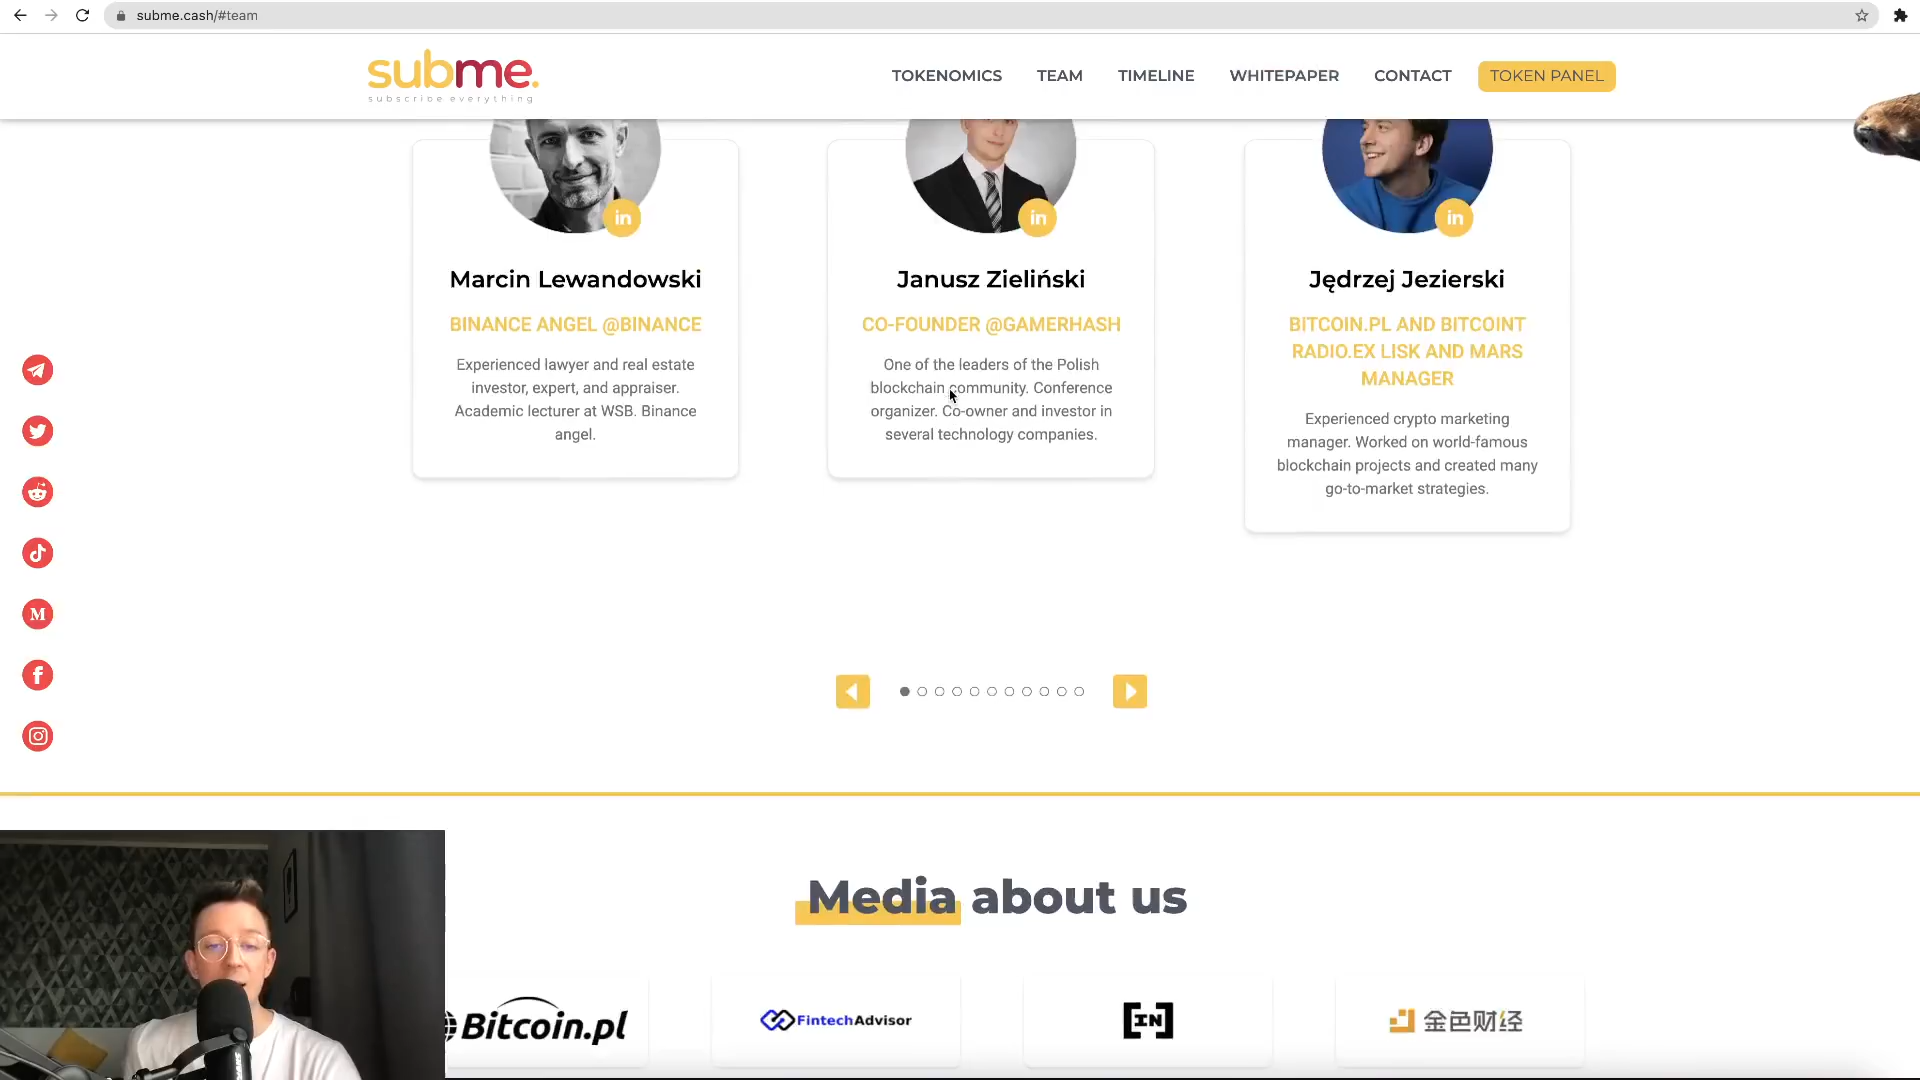 subme.cash/#team
subme.
subscribe everything
TOKENOMICS
TEAM
TIMELINE
WHITEPAPER
CONTACT
TOKEN PANEL
in
in
in
Marcin Lewandowski
BINANCE ANGEL @BINANCE
Experienced lawyer and real estate
investor, expert, and appraiser.
Academic lecturer at WSB. Binance
angel.
Janusz Zieliński
CO-FOUNDER @GAMERHASH
One of the leaders of the Polish
blockchain community. Conference
organizer. Co-owner and investor in
several technology companies.
Jędrzej Jezierski
BITCOIN.PL AND BITCOINT
RADIO.EX LISK AND MARS
MANAGER
Experienced crypto marketing
manager. Worked on world-famous
blockchain projects and created many
go-to-market strategies.
M
f
Media about us
Bitcoin.pl
FintechAdvisor
[IN]
金色财经